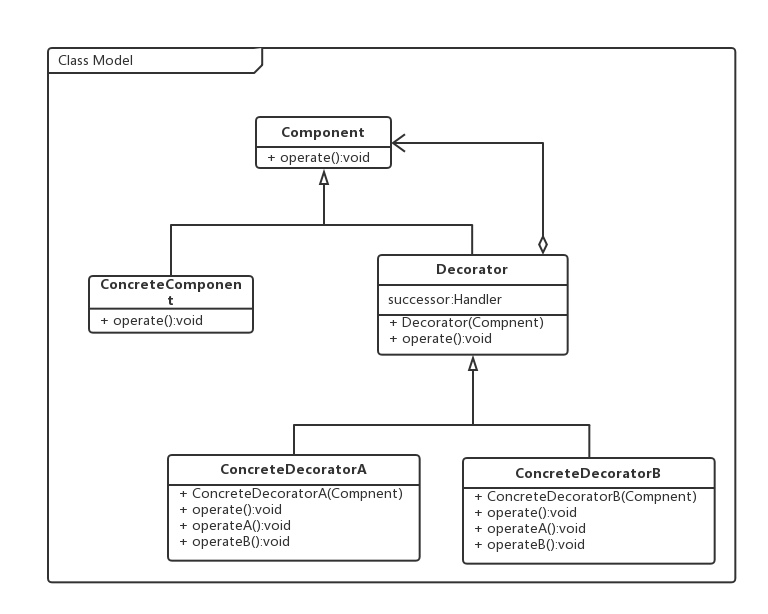 Class Model
Component
+ operate():void
ConcreteComponen
t
+ operate():void
Decorator
successor:Handler
+ Decorator(Compnent)
+ operate():void
ConcreteDecoratorA
+ ConcreteDecoratorA(Compnent)
+ operate():void
+ operateA():void
+ operateB():void
ConcreteDecoratorB
+ ConcreteDecoratorB(Compnent)
+ operate():void
+ operateA():void
+ operateB():void